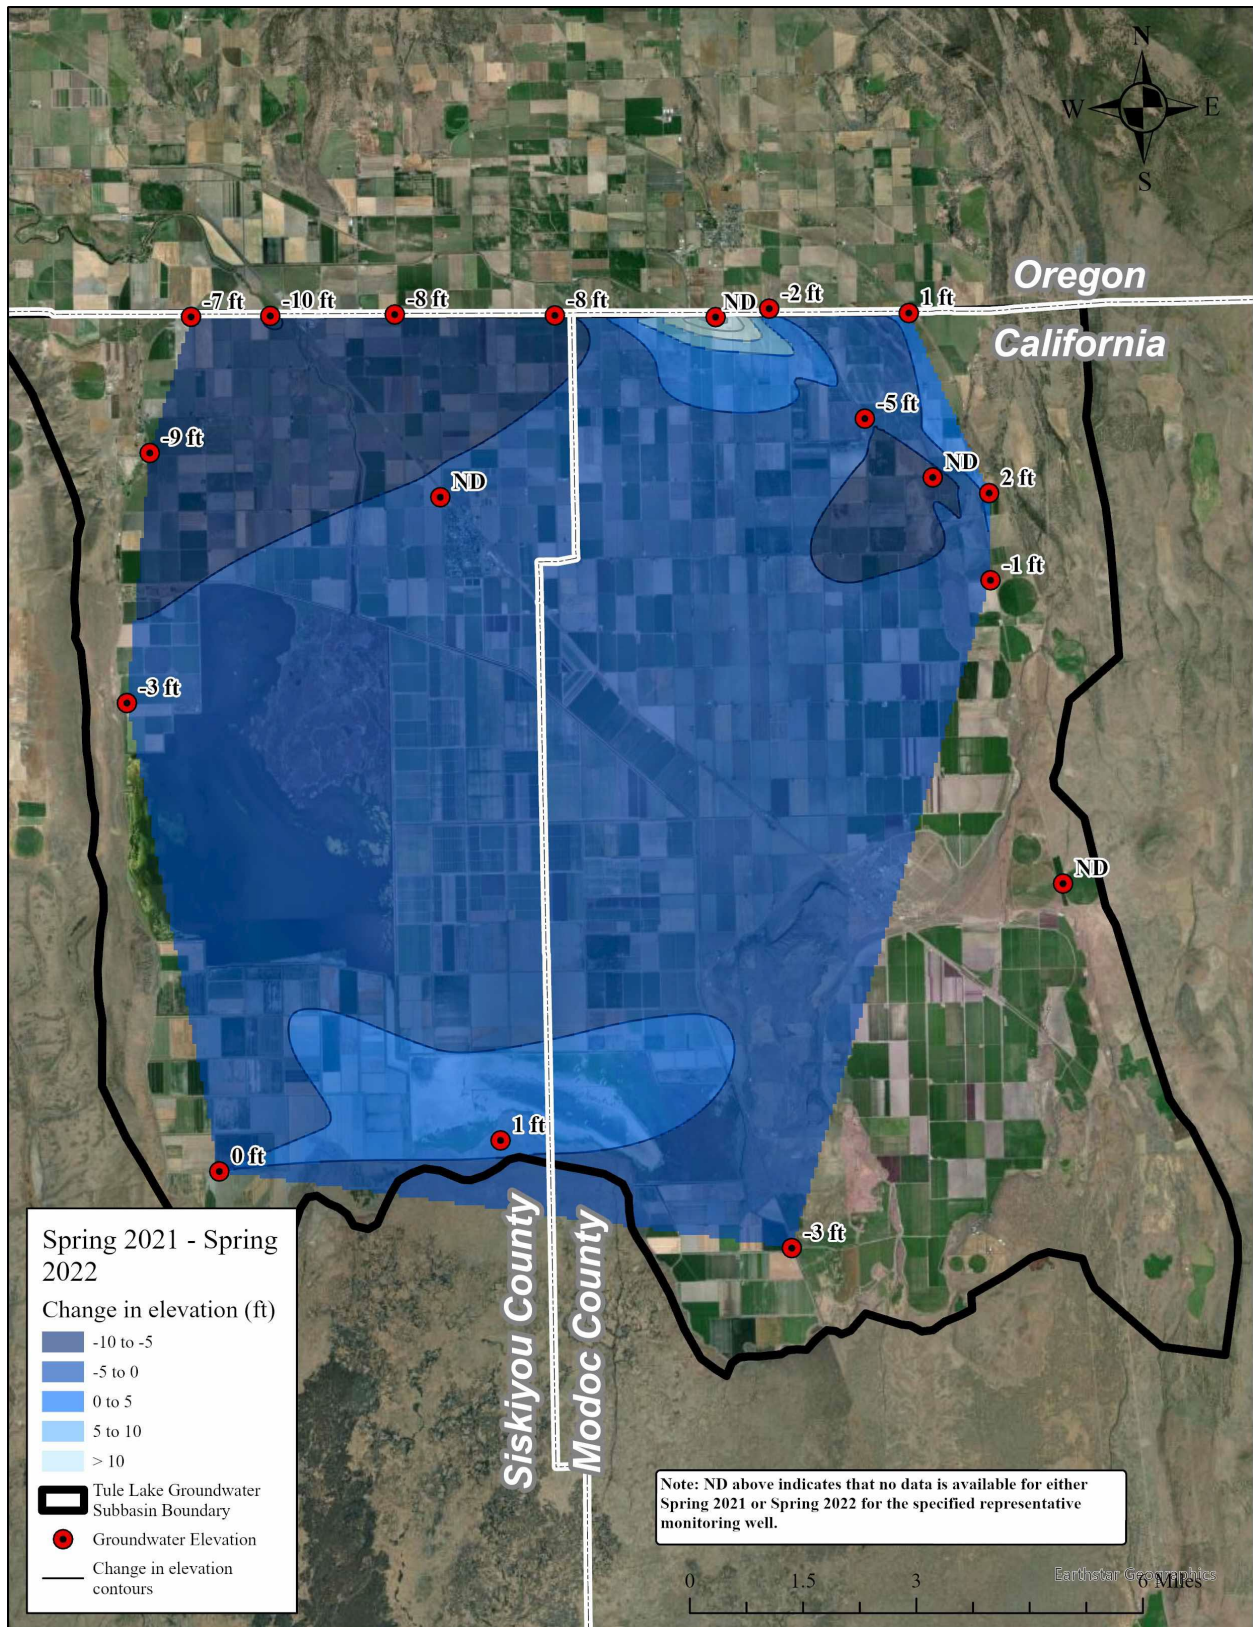 N
W E
S
Oregon
California
-7 ft
-10 ft
-8 ft
-8 ft
ND
-2 ft
1 ft
-9 ft
-5 ft
ND
ND
2 ft
-1 ft
-3 ft
ND
1 ft
0 ft
-3 ft
Siskiyou County
Modoc County
Spring 2021 - Spring
2022
Change in elevation (ft)
-10 to -5
-5 to 0
0 to 5
5 to 10
> 10
Tule Lake Groundwater
Subbasin Boundary
Groundwater Elevation
Change in elevation
contours
Note: ND above indicates that no data is available for either
Spring 2021 or Spring 2022 for the specified representative
monitoring well.
Earthstar Geographics
0 1.5 3 6 Miles